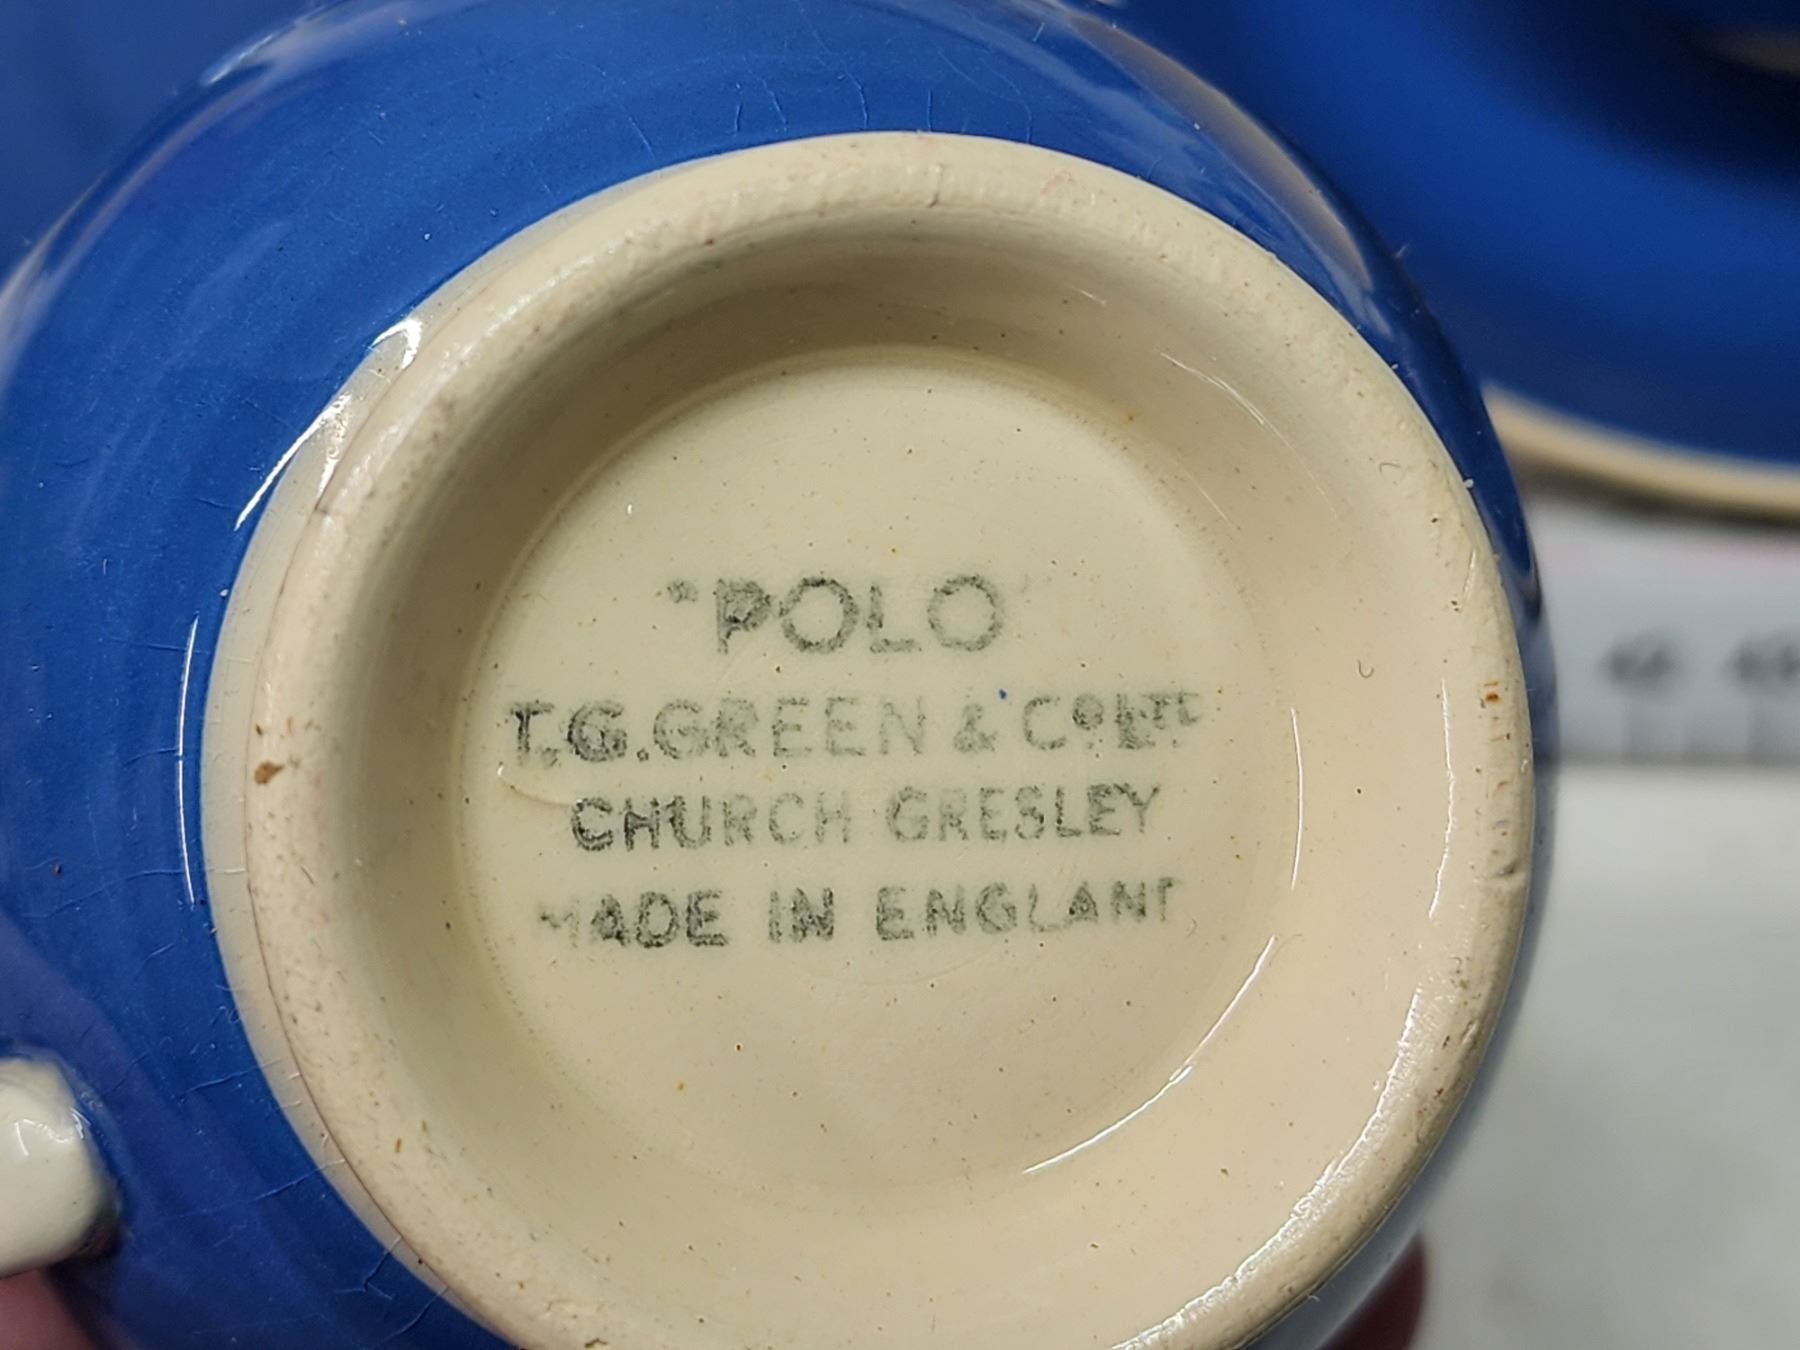 "POLO"
T.G.GREEN & Cº LTD
CHURCH GRESLEY
MADE IN ENGLAND